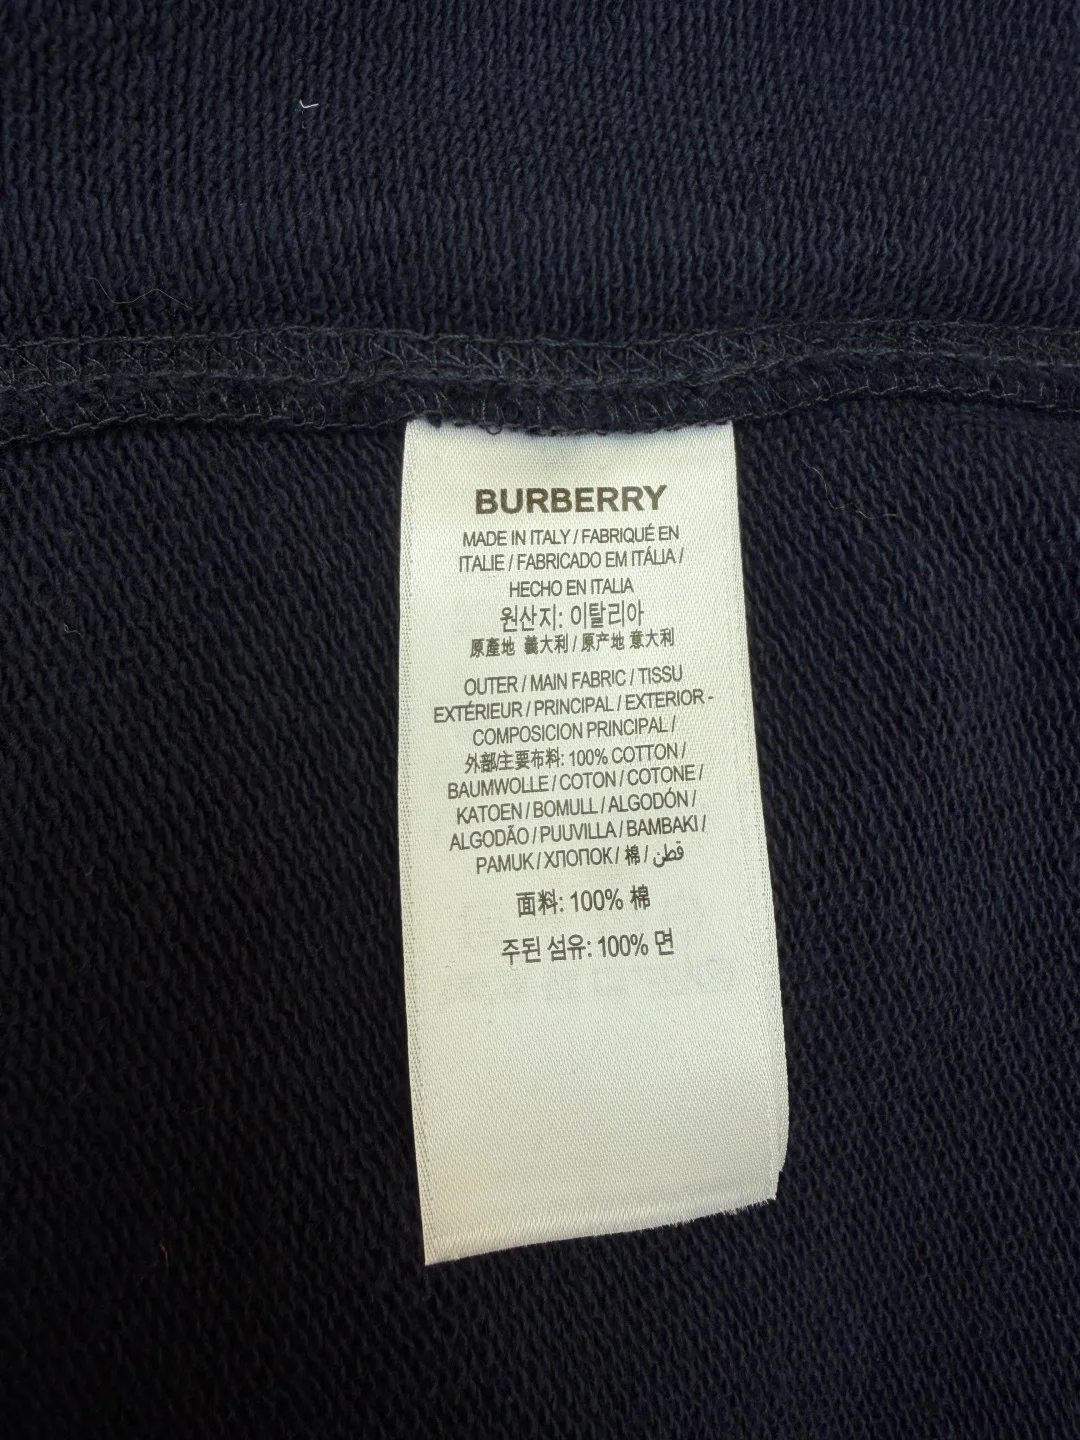 BURBERRY
MADE IN ITALY / FABRIQUÉ EN
ITALIE / FABRICADO EM ITÁLIA /
HECHO EN ITALIA
원산지: 이탈리아
原產地 義大利 / 原产地 意大利
OUTER / MAIN FABRIC / TISSU
EXTÉRIEUR / PRINCIPAL / EXTERIOR -
COMPOSICION PRINCIPAL /
外部/主要布料: 100% COTTON /
BAUMWOLLE / COTON / COTONE /
KATOEN / BOMULL / ALGODÓN /
ALGODÃO / PUUVILLA / BAMBAKI /
PAMUK / ХЛОПОК / 棉 / قطن
面料: 100% 棉
주된 섬유: 100% 면